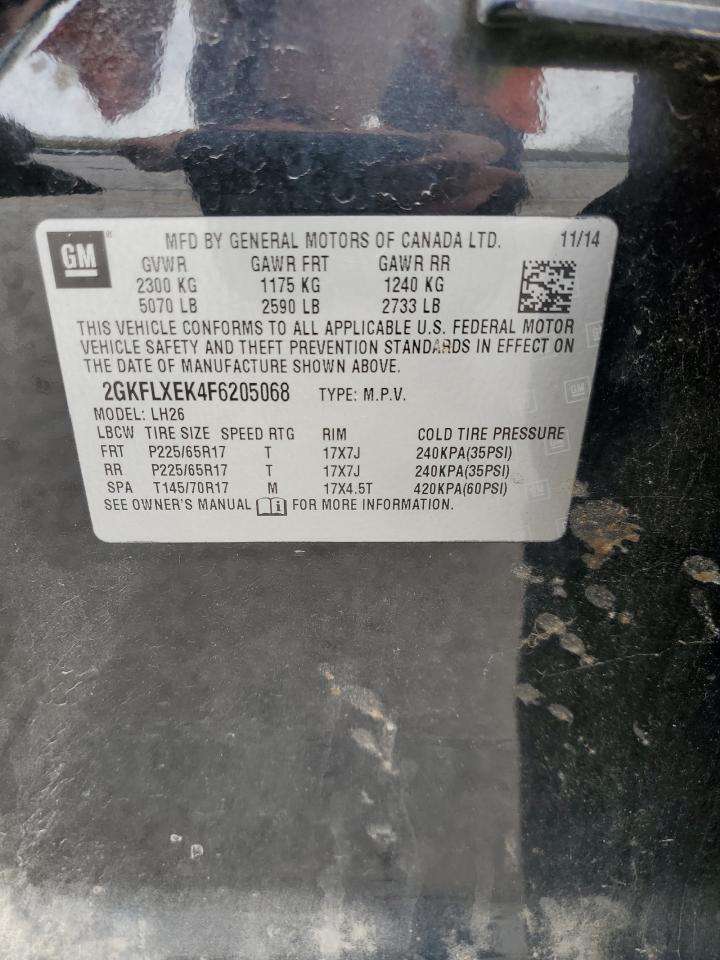 GM
MFD BY GENERAL MOTORS OF CANADA LTD. 11/14
GVWR GAWR FRT GAWR RR
2300 KG 1175 KG 1240 KG
5070 LB 2590 LB 2733 LB
THIS VEHICLE CONFORMS TO ALL APPLICABLE U.S. FEDERAL MOTOR
VEHICLE SAFETY AND THEFT PREVENTION STANDARDS IN EFFECT ON
THE DATE OF MANUFACTURE SHOWN ABOVE.
2GKFLXEK4F6205068 TYPE: M.P.V.
MODEL: LH26
LBCW TIRE SIZE SPEED RTG RIM COLD TIRE PRESSURE
FRT P225/65R17 T 17X7J 240KPA(35PSI)
RR P225/65R17 T 17X7J 240KPA(35PSI)
SPA T145/70R17 M 17X4.5T 420KPA(60PSI)
SEE OWNER'S MANUAL FOR MORE INFORMATION.